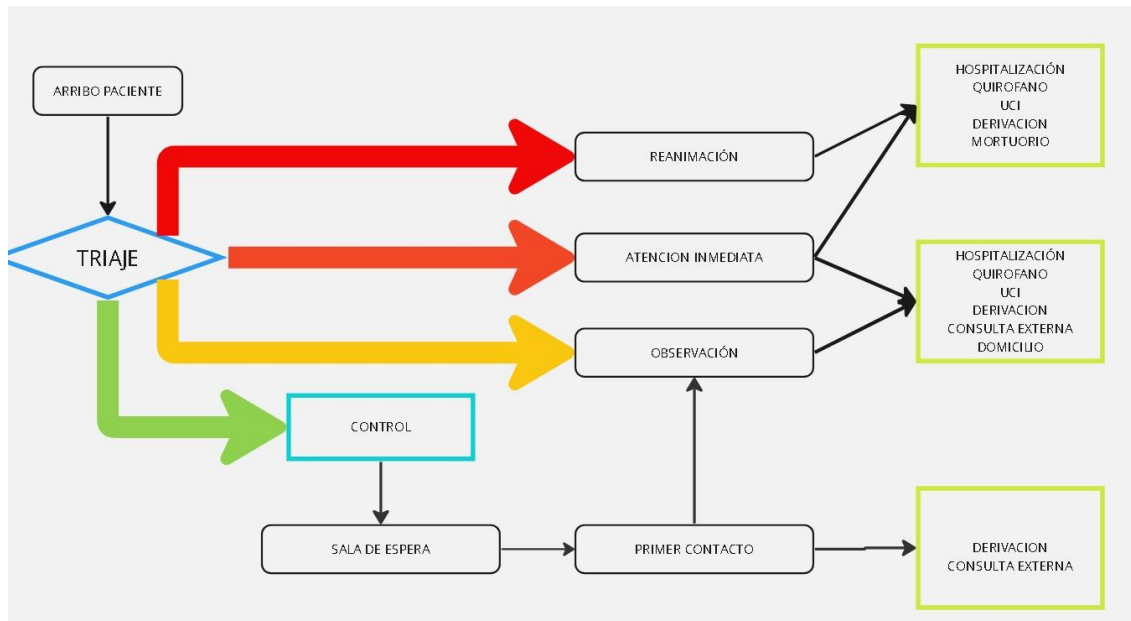 ARRIBO PACIENTE
TRIAJE
REANIMACIÓN
ATENCION INMEDIATA
OBSERVACIÓN
CONTROL
SALA DE ESPERA
PRIMER CONTACTO
HOSPITALIZACIÓN
QUIROFANO
UCI
DERIVACION
MORTUORIO
HOSPITALIZACIÓN
QUIROFANO
UCI
DERIVACION
CONSULTA EXTERNA
DOMICILIO
DERIVACION
CONSULTA EXTERNA